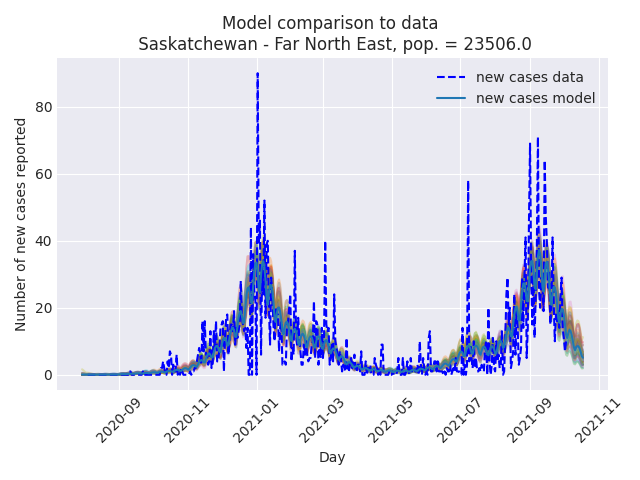 Model comparison to data
Saskatchewan - Far North East, pop. = 23506.0
new cases data
new cases model
Number of new cases reported
80
60
40
20
0
2020-09
2020-11
2021-01
2021-03
2021-05
2021-07
2021-09
2021-11
Day